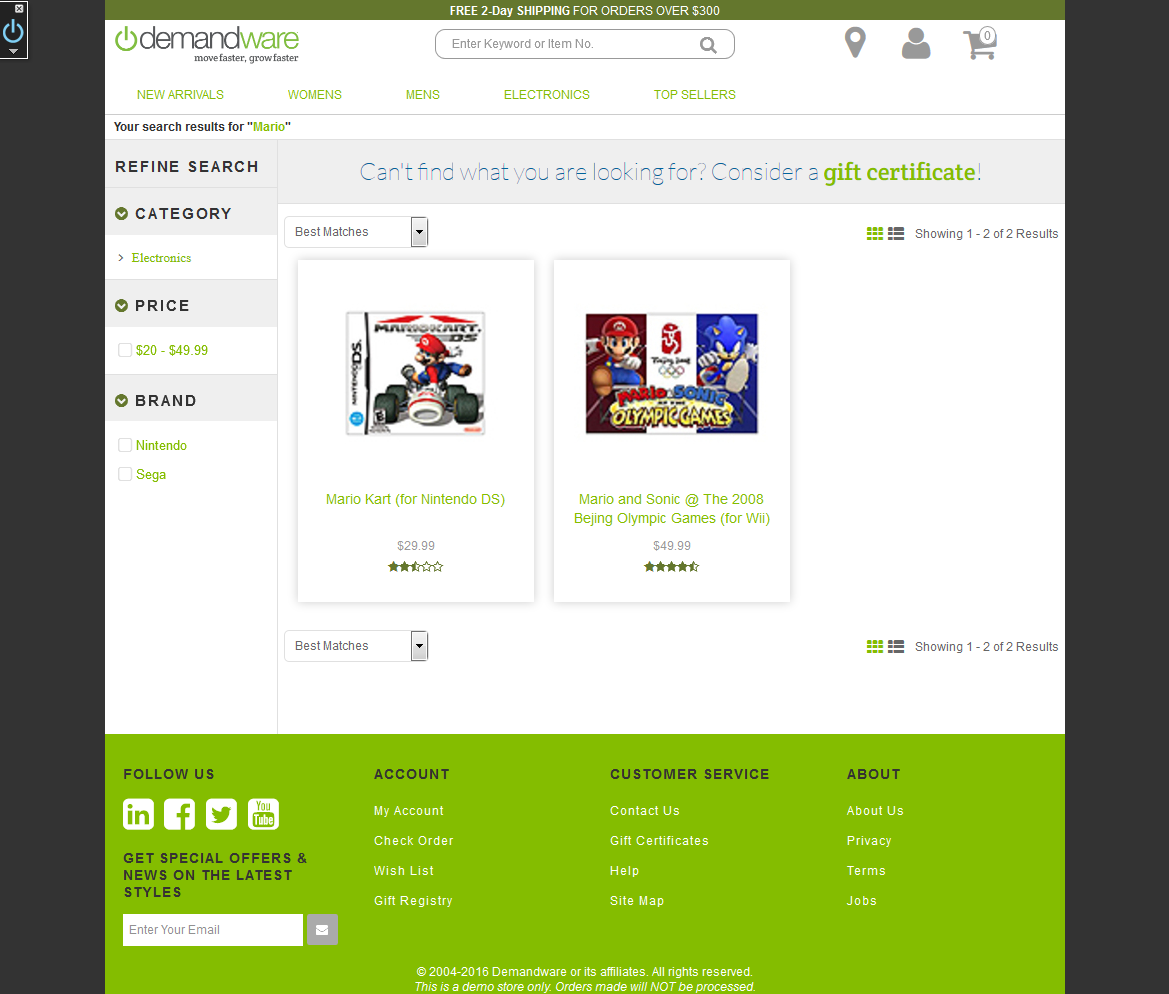 FREE 2-Day SHIPPING FOR ORDERS OVER $300
demandware
move faster, grow faster
Enter Keyword or Item No.
0
NEW ARRIVALS WOMENS MENS ELECTRONICS TOP SELLERS
Your search results for "Mario"
REFINE SEARCH
CATEGORY
Electronics
PRICE
$20 - $49.99
BRAND
Nintendo
Sega
Can't find what you are looking for? Consider a gift certificate!
Best Matches
Showing 1 - 2 of 2 Results
MARIOKART
DS
NINTENDO DS
Mario Kart (for Nintendo DS)
$29.99
MARIO & SONIC
AT THE
OLYMPIC GAMES
Mario and Sonic @ The 2008
Bejing Olympic Games (for Wii)
$49.99
Best Matches
Showing 1 - 2 of 2 Results
FOLLOW US
in
f
You
Tube
GET SPECIAL OFFERS &
NEWS ON THE LATEST
STYLES
Enter Your Email
ACCOUNT
My Account
Check Order
Wish List
Gift Registry
CUSTOMER SERVICE
Contact Us
Gift Certificates
Help
Site Map
ABOUT
About Us
Privacy
Terms
Jobs
© 2004-2016 Demandware or its affiliates. All rights reserved.
This is a demo store only. Orders made will NOT be processed.